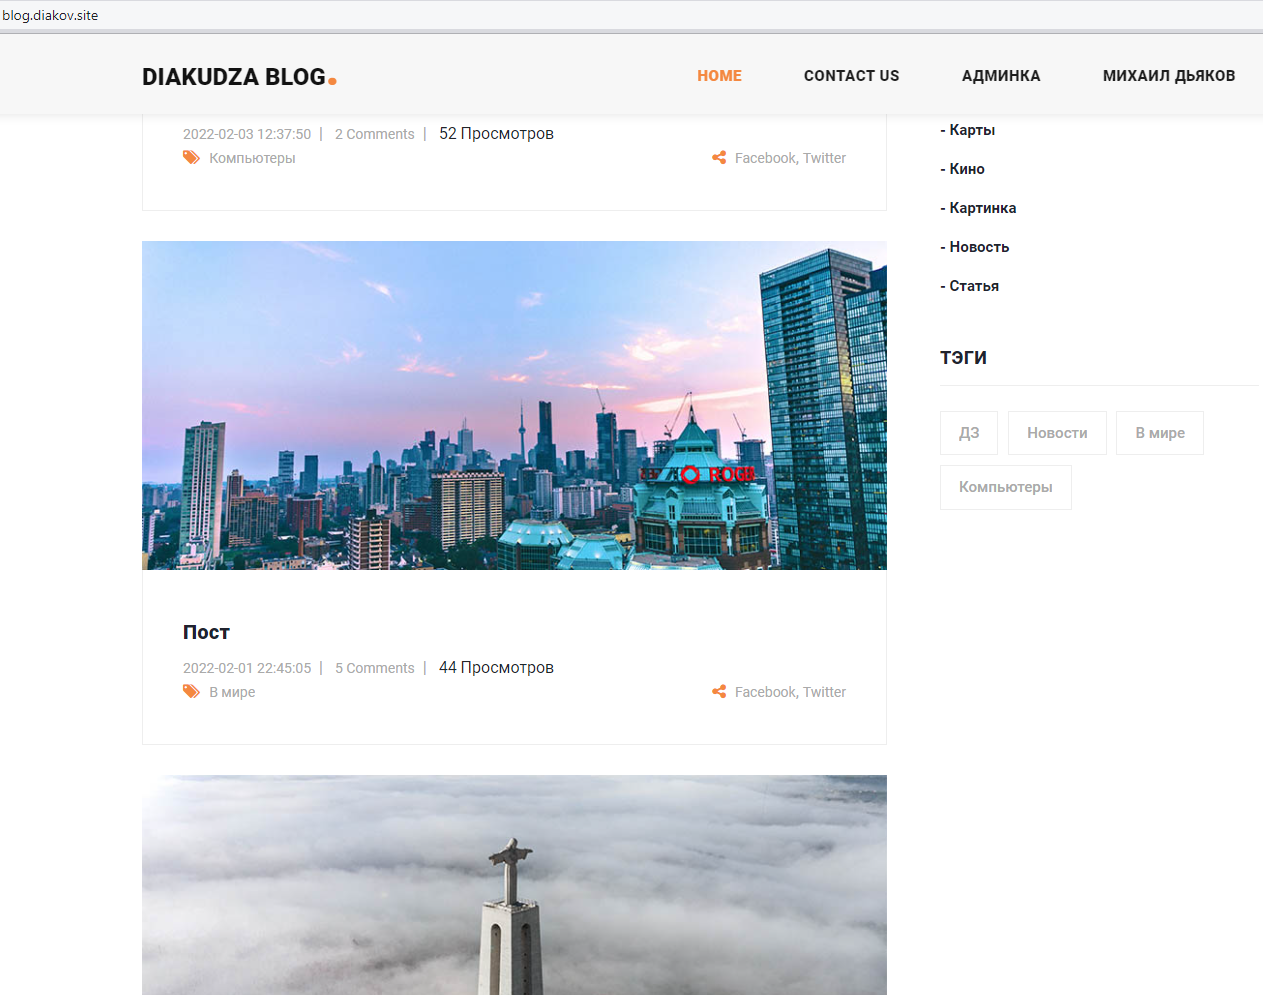 blog.diakov.site
DIAKUDZA BLOG.
HOME CONTACT US АДМИНКА МИХАИЛ ДЬЯКОВ
2022-02-03 12:37:50 | 2 Comments | 52 Просмотров
Компьютеры
Facebook, Twitter
ROGE
Пост
2022-02-01 22:45:05 | 5 Comments | 44 Просмотров
В мире
Facebook, Twitter
- Карты
- Кино
- Картинка
- Новость
- Статья
ТЭГИ
ДЗ Новости В мире
Компьютеры